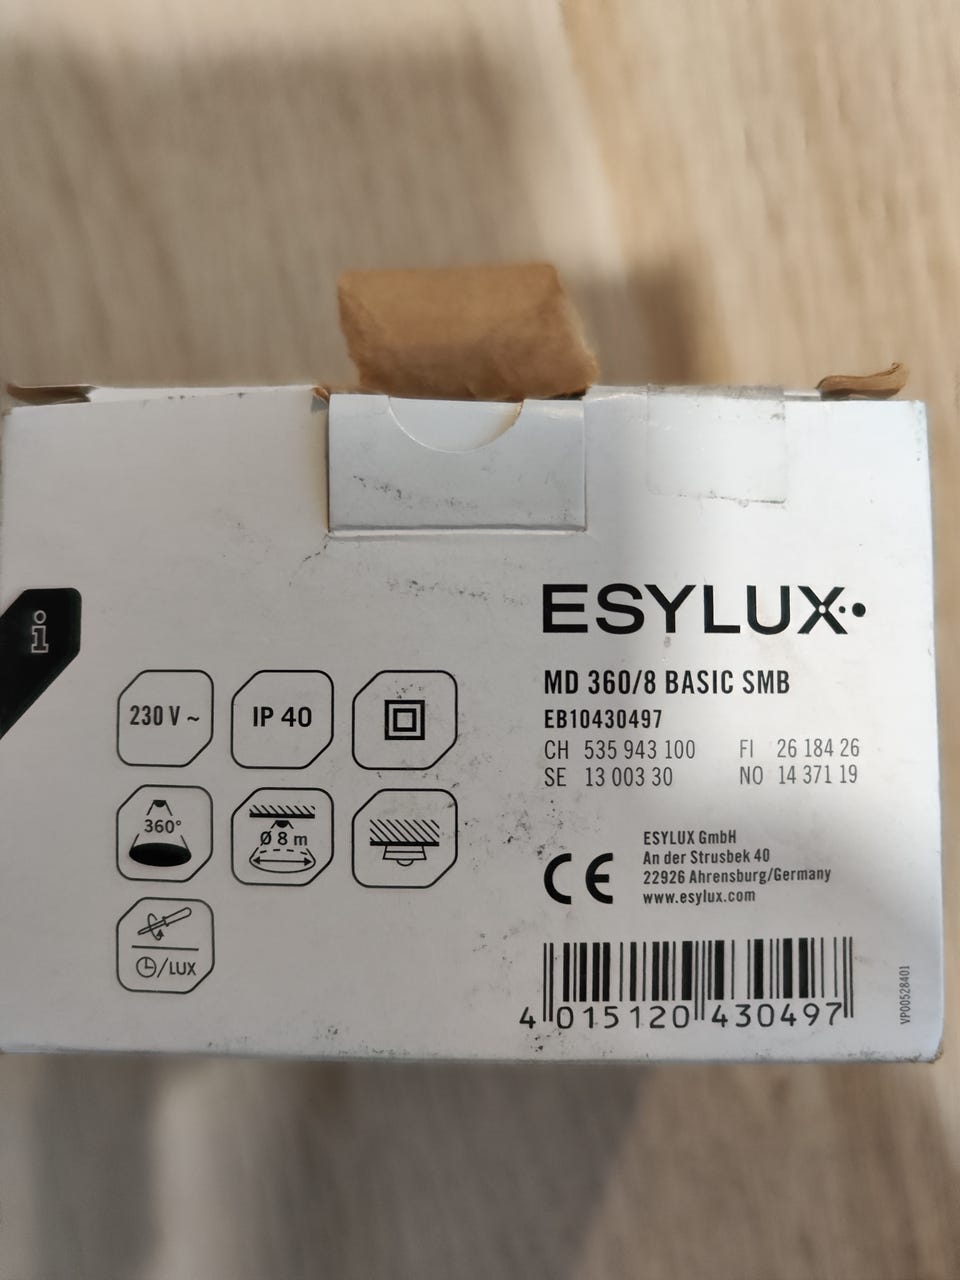 i
230 V ~
IP 40
360°
Ø 8 m
/LUX
ESYLUX
MD 360/8 BASIC SMB
EB10430497
CH 535 943 100 FI 26 184 26
SE 13 003 30 NO 14 371 19
CE
ESYLUX GmbH
An der Strusbek 40
22926 Ahrensburg/Germany
www.esylux.com
4 015120 430497
VP00528401